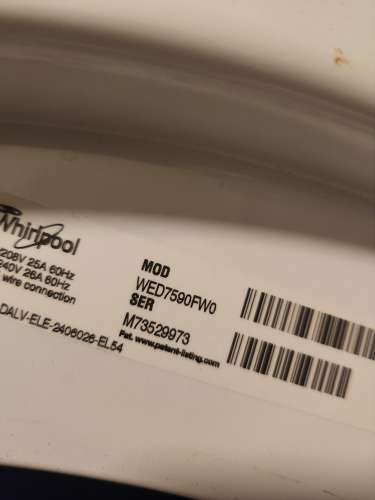 Whirlpool
208V 25A 60Hz
240V 26A 60Hz
wire connection
DALV-ELE-2406026-EL54
MOD
WED7590FW0
SER
M73529973
Pat. www.patent-listing.com